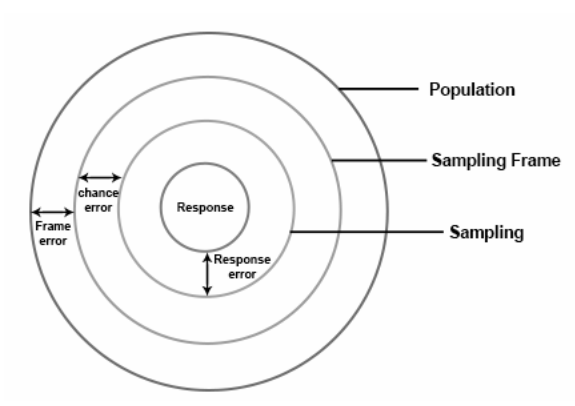 Population
Sampling Frame
chance
error
Response
Frame
error
Sampling
Response
error